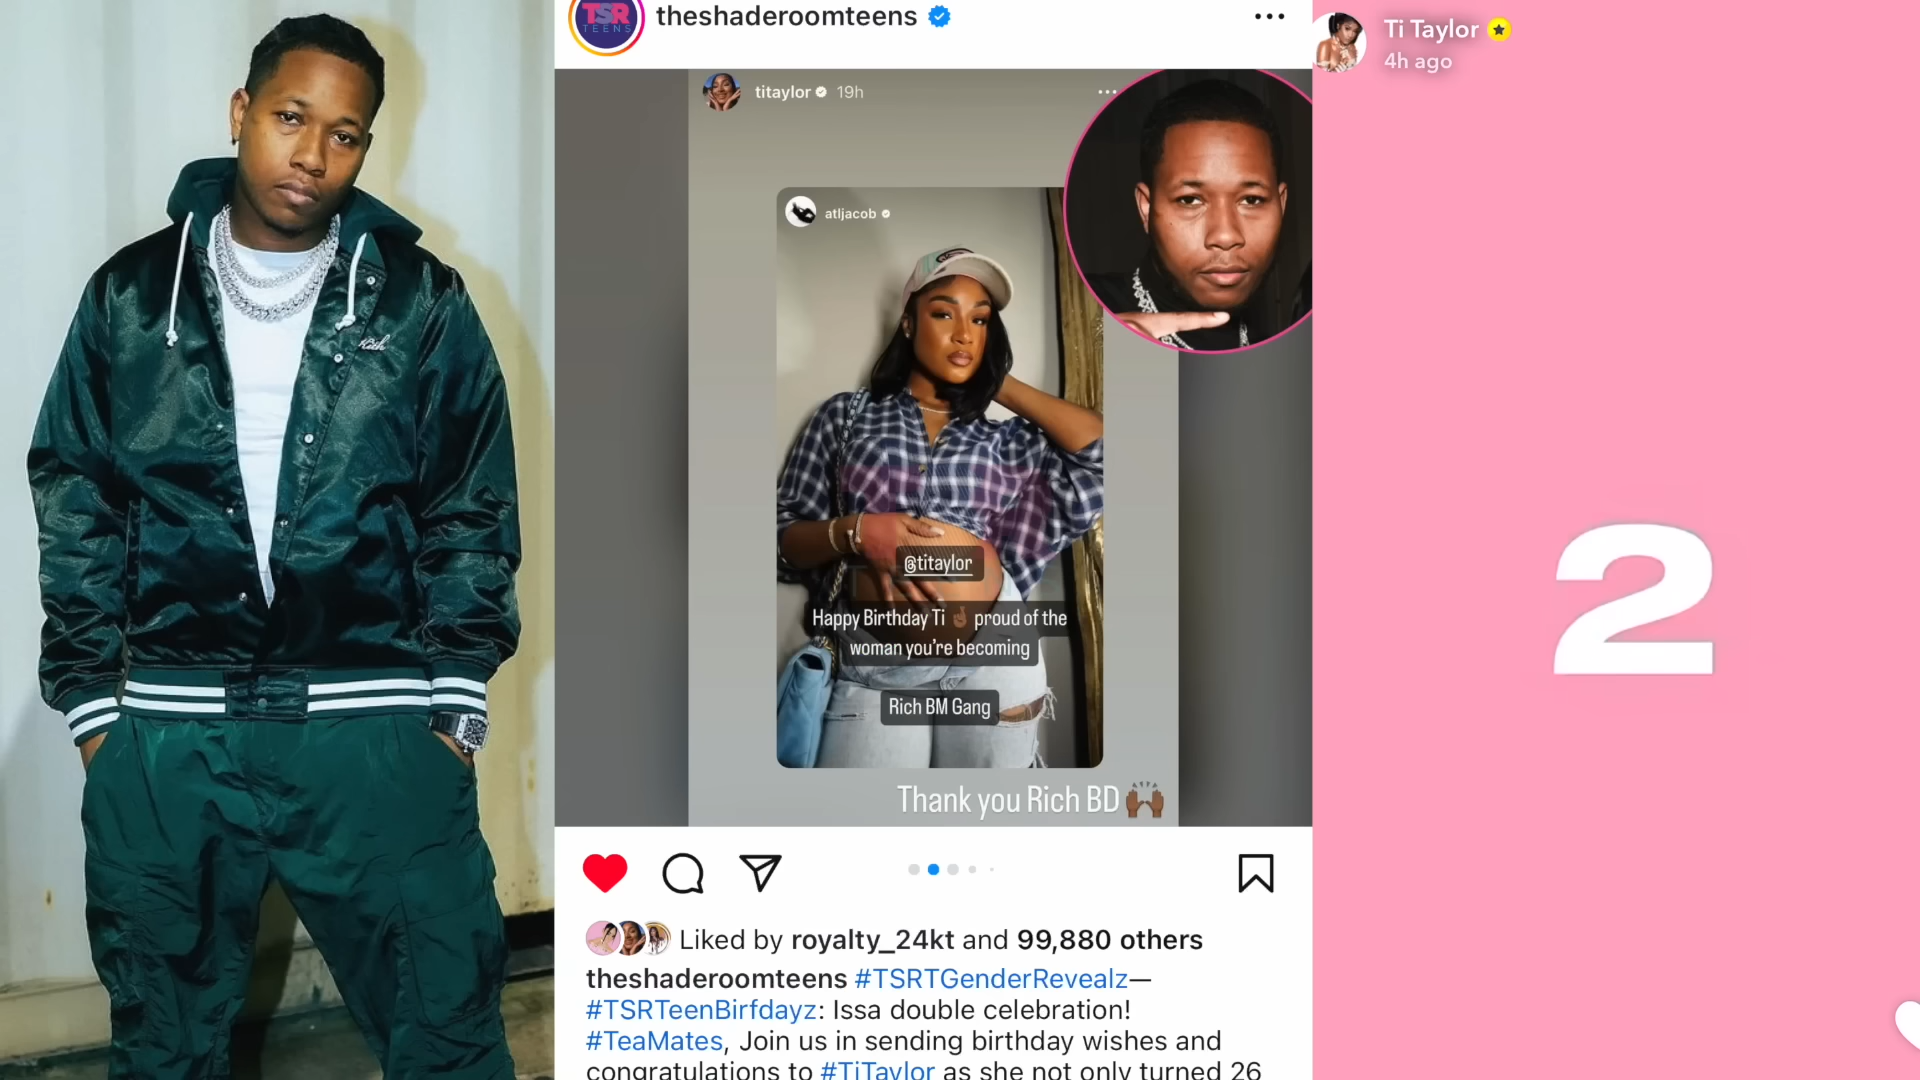 Kith
TSR
TEENS
theshaderoomteens
titaylor 19h
atljacob
@titaylor
Happy Birthday Ti 🤞🏾 proud of the
woman you're becoming
Rich BM Gang
Thank you Rich BD 🙌🏾
Liked by royalty_24kt and 99,880 others
theshaderoomteens #TSRTGenderRevealz—
#TSRTeenBirfdayz: Issa double celebration!
#TeaMates, Join us in sending birthday wishes and
congratulations to #TiTaylor as she not only turned 26
Ti Taylor
4h ago
2